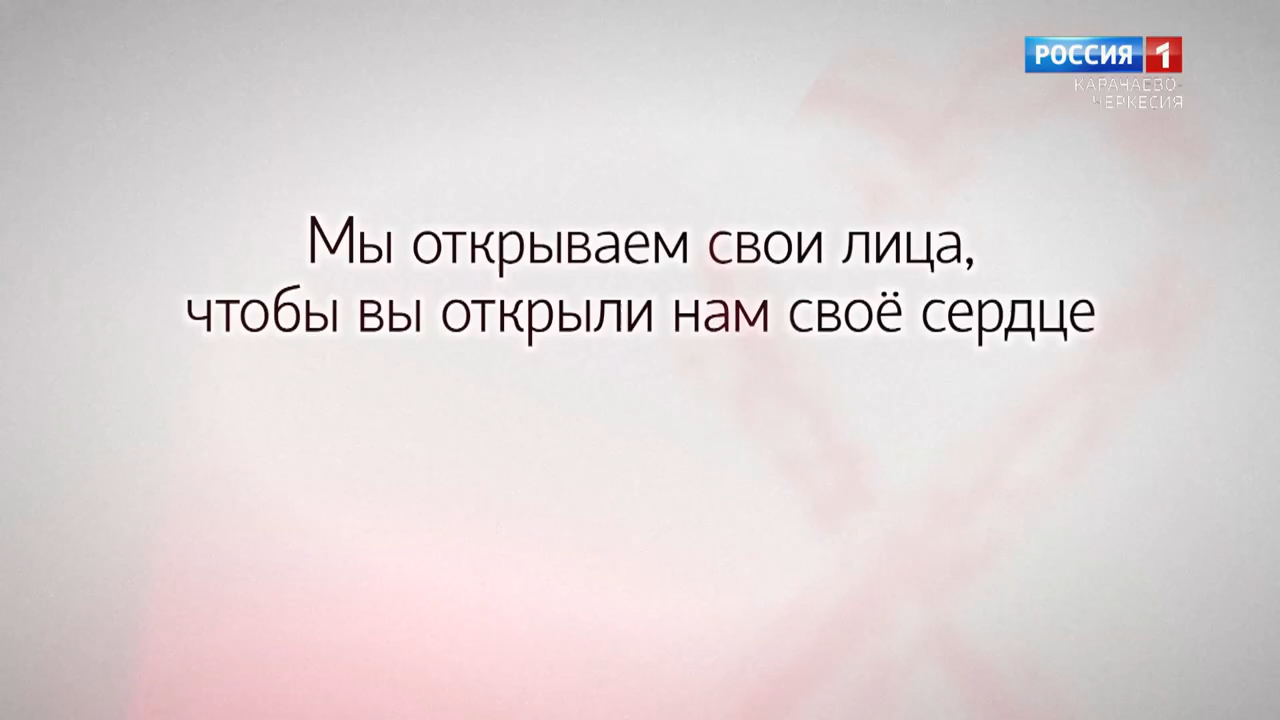 РОССИЯ 1
КАРАЧАЕВО-
ЧЕРКЕСИЯ
Мы открываем свои лица,
чтобы вы открыли нам своё сердце